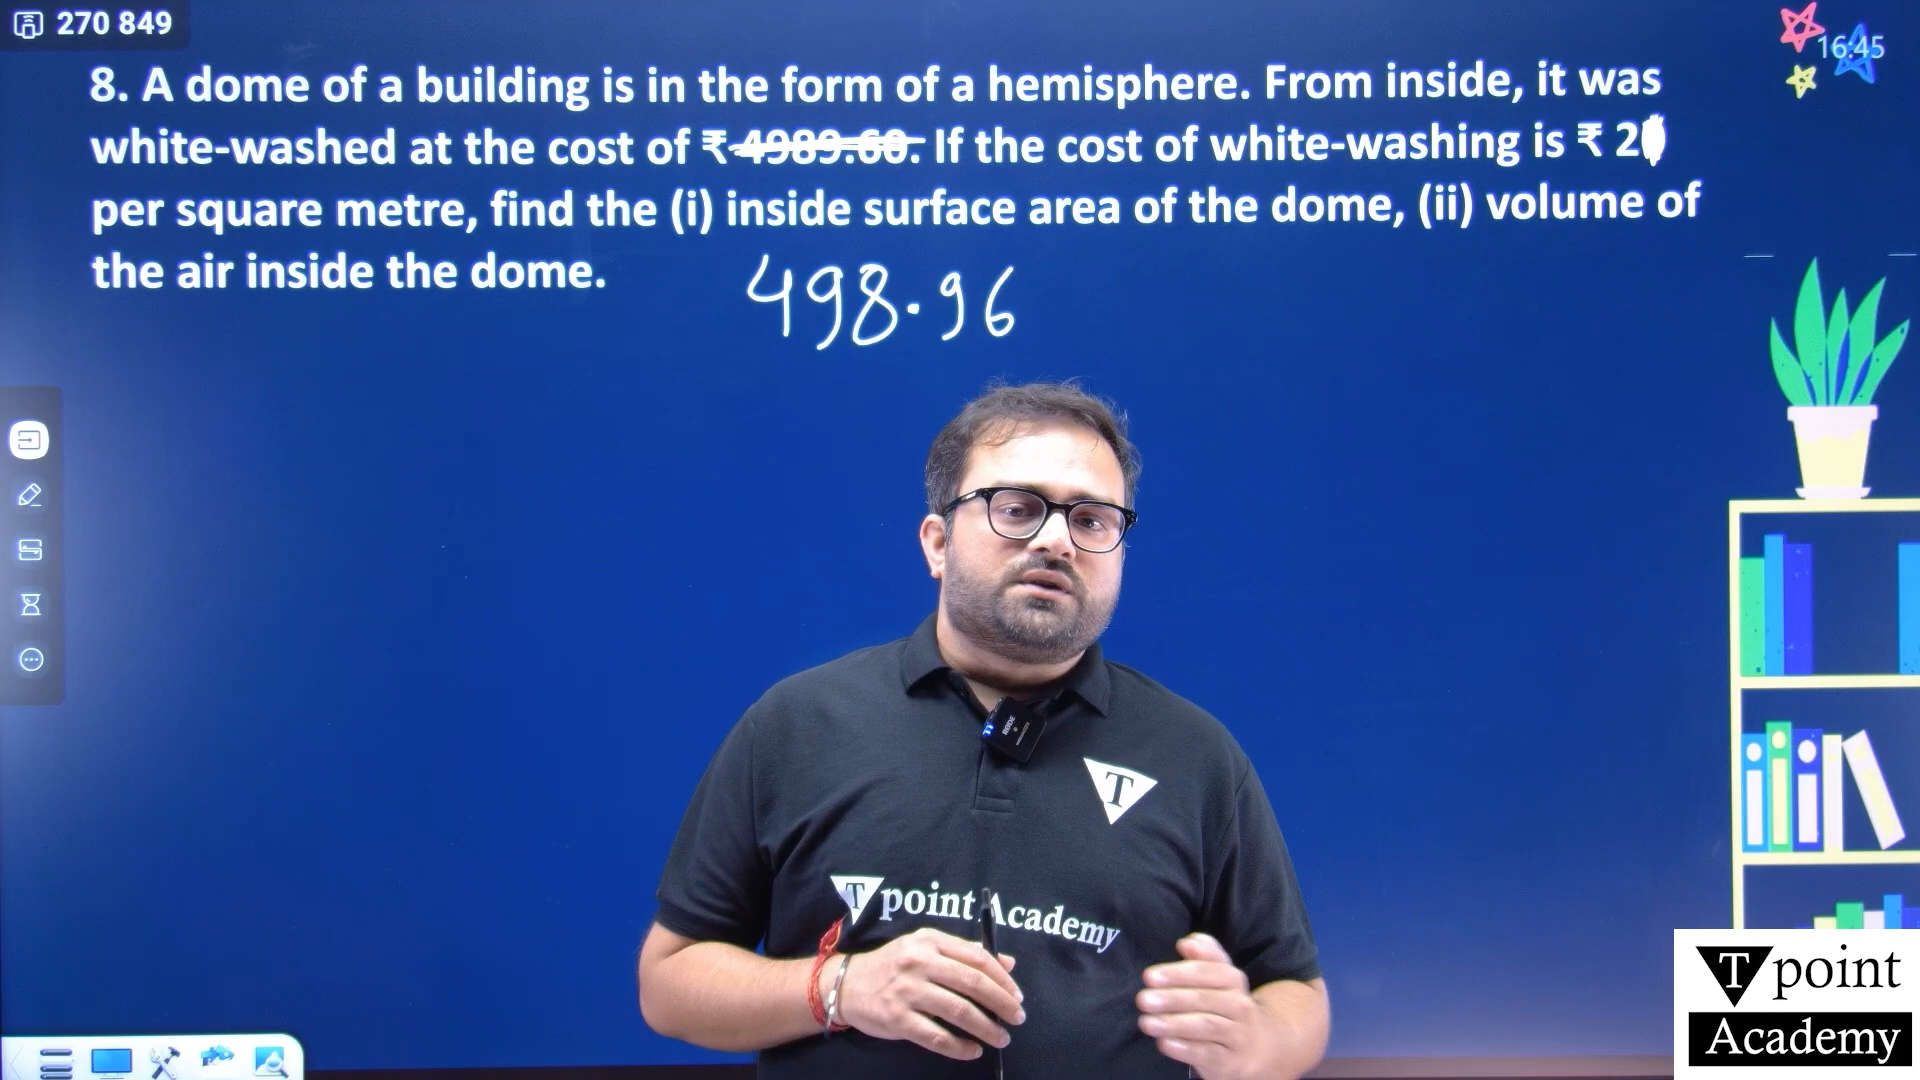 270 849
16:45
8. A dome of a building is in the form of a hemisphere. From inside, it was
white-washed at the cost of ₹ 4989.60. If the cost of white-washing is ₹ 20
per square metre, find the (i) inside surface area of the dome, (ii) volume of
the air inside the dome.
498.96
RØDE
T
T point Academy
T point
Academy